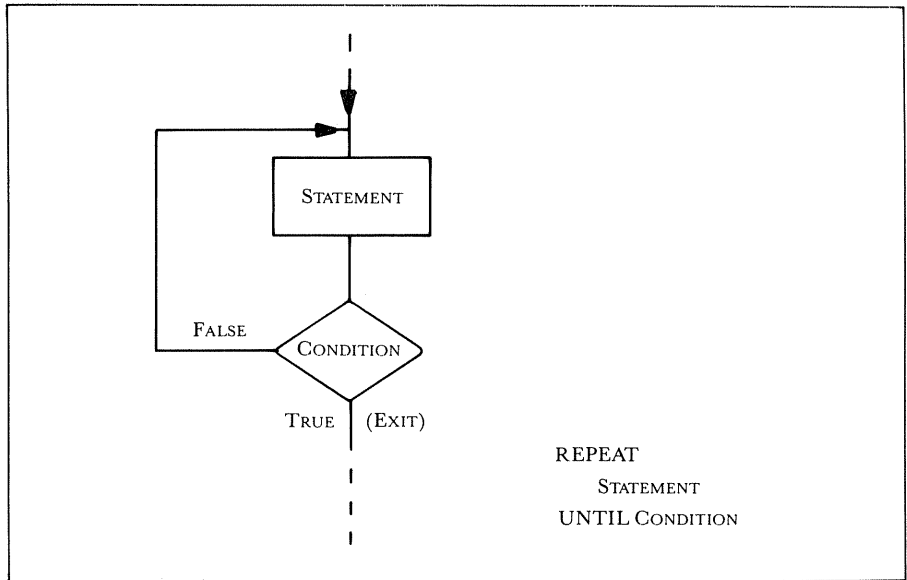 STATEMENT
FALSE
CONDITION
TRUE (EXIT)
REPEAT
STATEMENT
UNTIL CONDITION